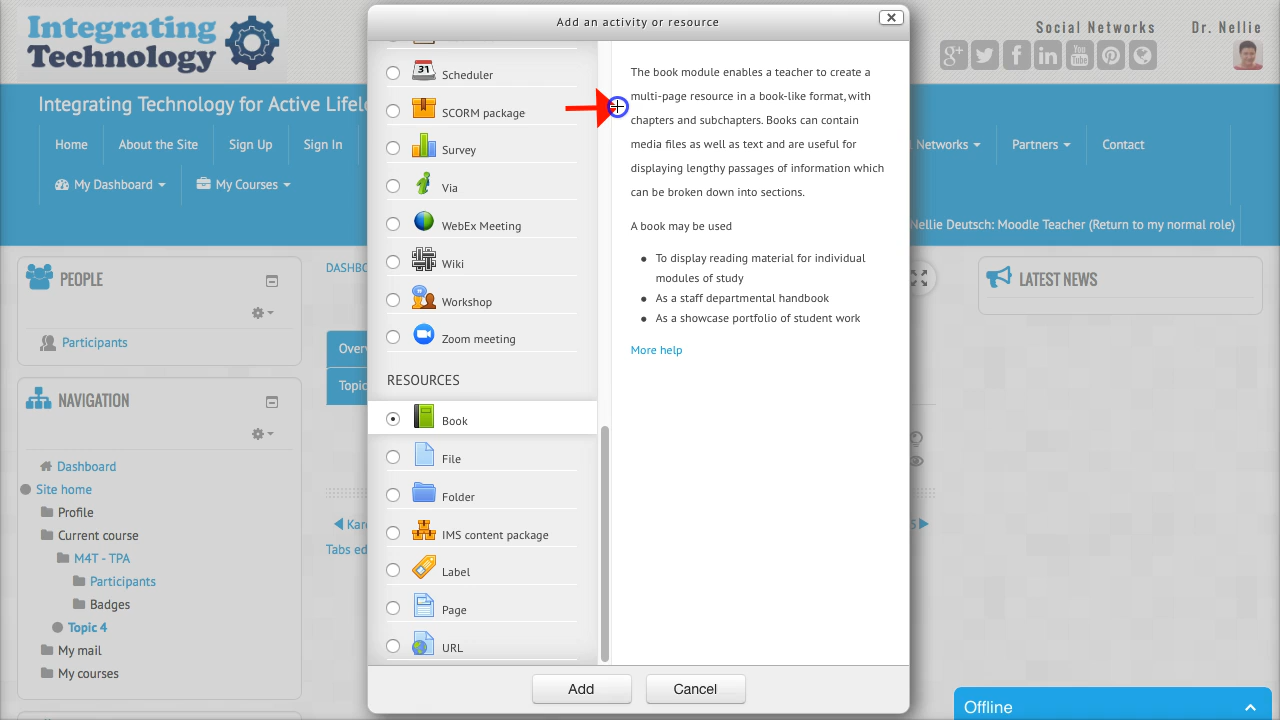 Integrating
Technology
Add an activity or resource
Social Networks
Dr. Nellie
Integrating Technology for Active Lifelo
Home
About the Site
Sign Up
Sign In
l Networks
Partners
Contact
My Dashboard
My Courses
Nellie Deutsch: Moodle Teacher (Return to my normal role)
PEOPLE
Participants
NAVIGATION
Dashboard
Site home
Profile
Current course
M4T - TPA
Participants
Badges
Topic 4
My mail
My courses
DASHBO
Overv
Topic
Kare
Tabs ed
31
Scheduler
SCORM package
Survey
Via
WebEx Meeting
Wiki
Workshop
Zoom meeting
RESOURCES
Book
File
Folder
IMS content package
Label
Page
URL
The book module enables a teacher to create a
multi-page resource in a book-like format, with
chapters and subchapters. Books can contain
media files as well as text and are useful for
displaying lengthy passages of information which
can be broken down into sections.
A book may be used
To display reading material for individual
modules of study
As a staff departmental handbook
As a showcase portfolio of student work
More help
Add
Cancel
LATEST NEWS
5
Offline